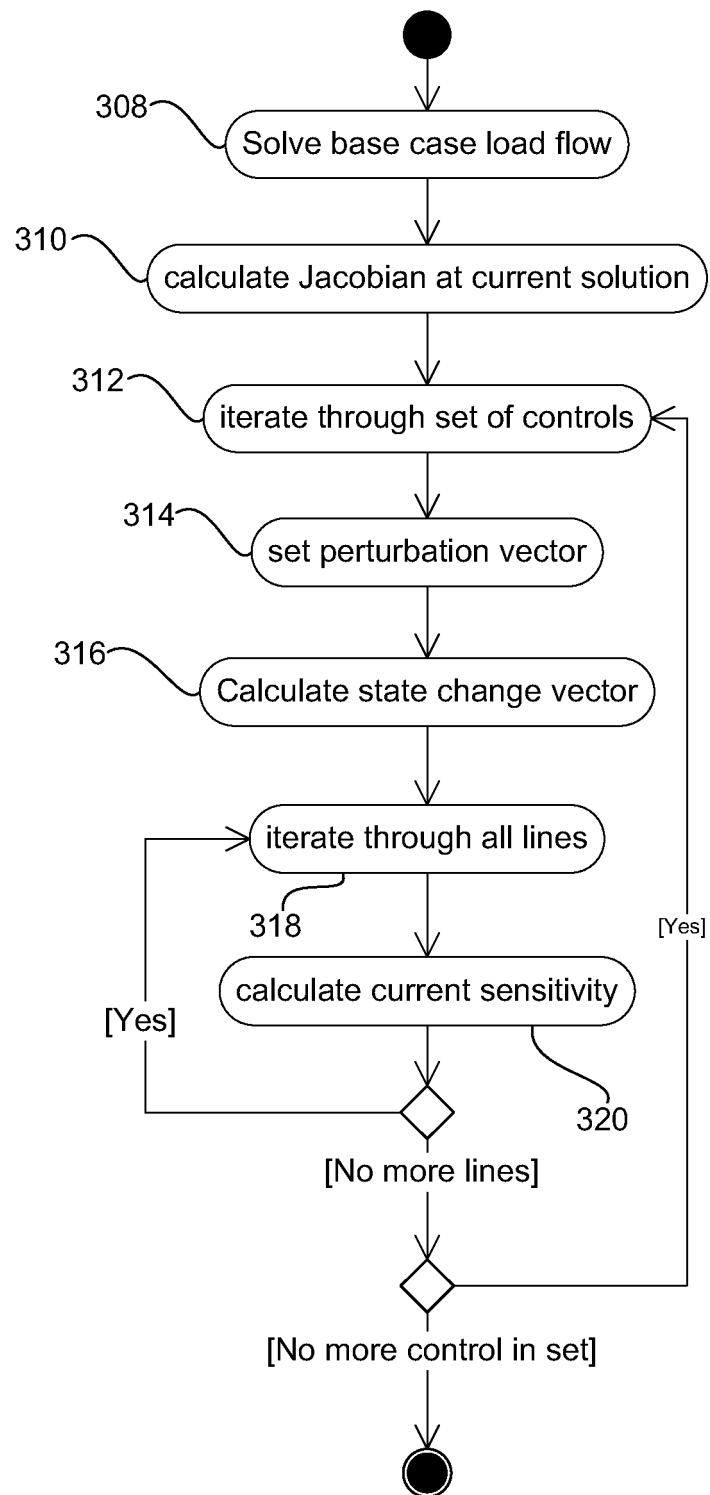 308
Solve base case load flow
310
calculate Jacobian at current solution
312
iterate through set of controls
314
set perturbation vector
316
Calculate state change vector
iterate through all lines
318
[Yes]
calculate current sensitivity
[Yes]
320
[No more lines]
[No more control in set]